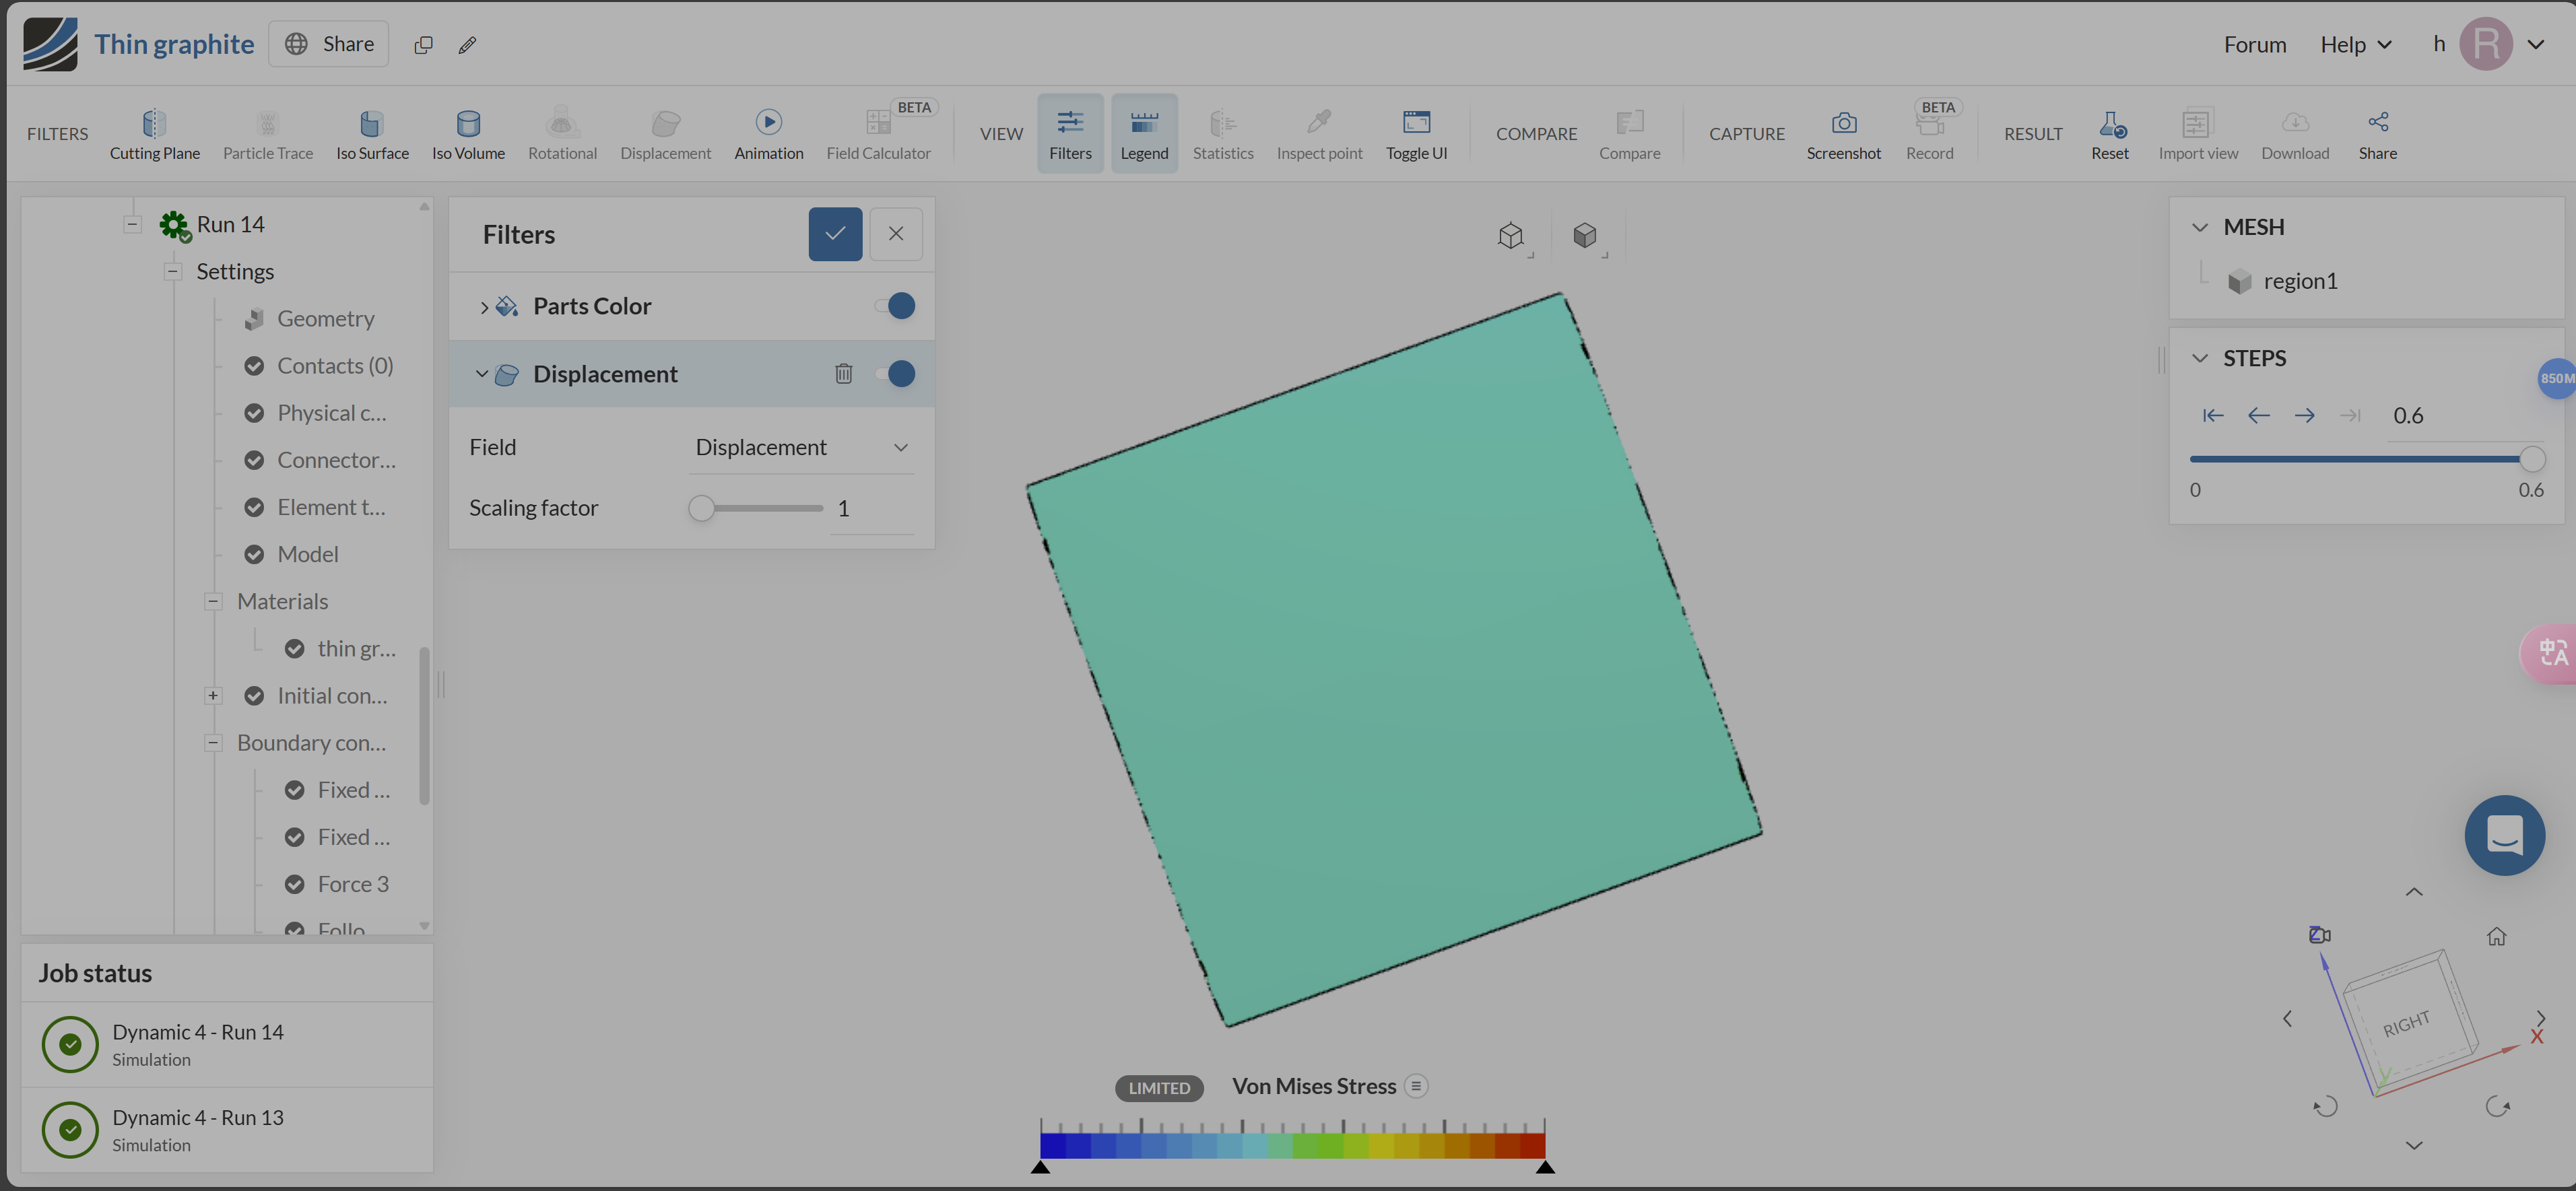 Thin graphite
Share
Forum
Help
h
R
FILTERS
Cutting Plane
Particle Trace
Iso Surface
Iso Volume
Rotational
Displacement
Animation
BETA
Field Calculator
VIEW
Filters
Legend
Statistics
Inspect point
Toggle UI
COMPARE
Compare
CAPTURE
Screenshot
BETA
Record
RESULT
Reset
Import view
Download
Share
Run 14
Settings
Geometry
Contacts (0)
Physical c...
Connector...
Element t...
Model
Materials
thin gr...
Initial con...
Boundary con...
Fixed ...
Fixed ...
Force 3
Follo
Job status
Dynamic 4 - Run 14
Simulation
Dynamic 4 - Run 13
Simulation
Filters
Parts Color
Displacement
Field
Displacement
Scaling factor
1
LIMITED
Von Mises Stress
MESH
region1
STEPS
0.6
0
0.6
850M
中A
Z
RIGHT
X
y